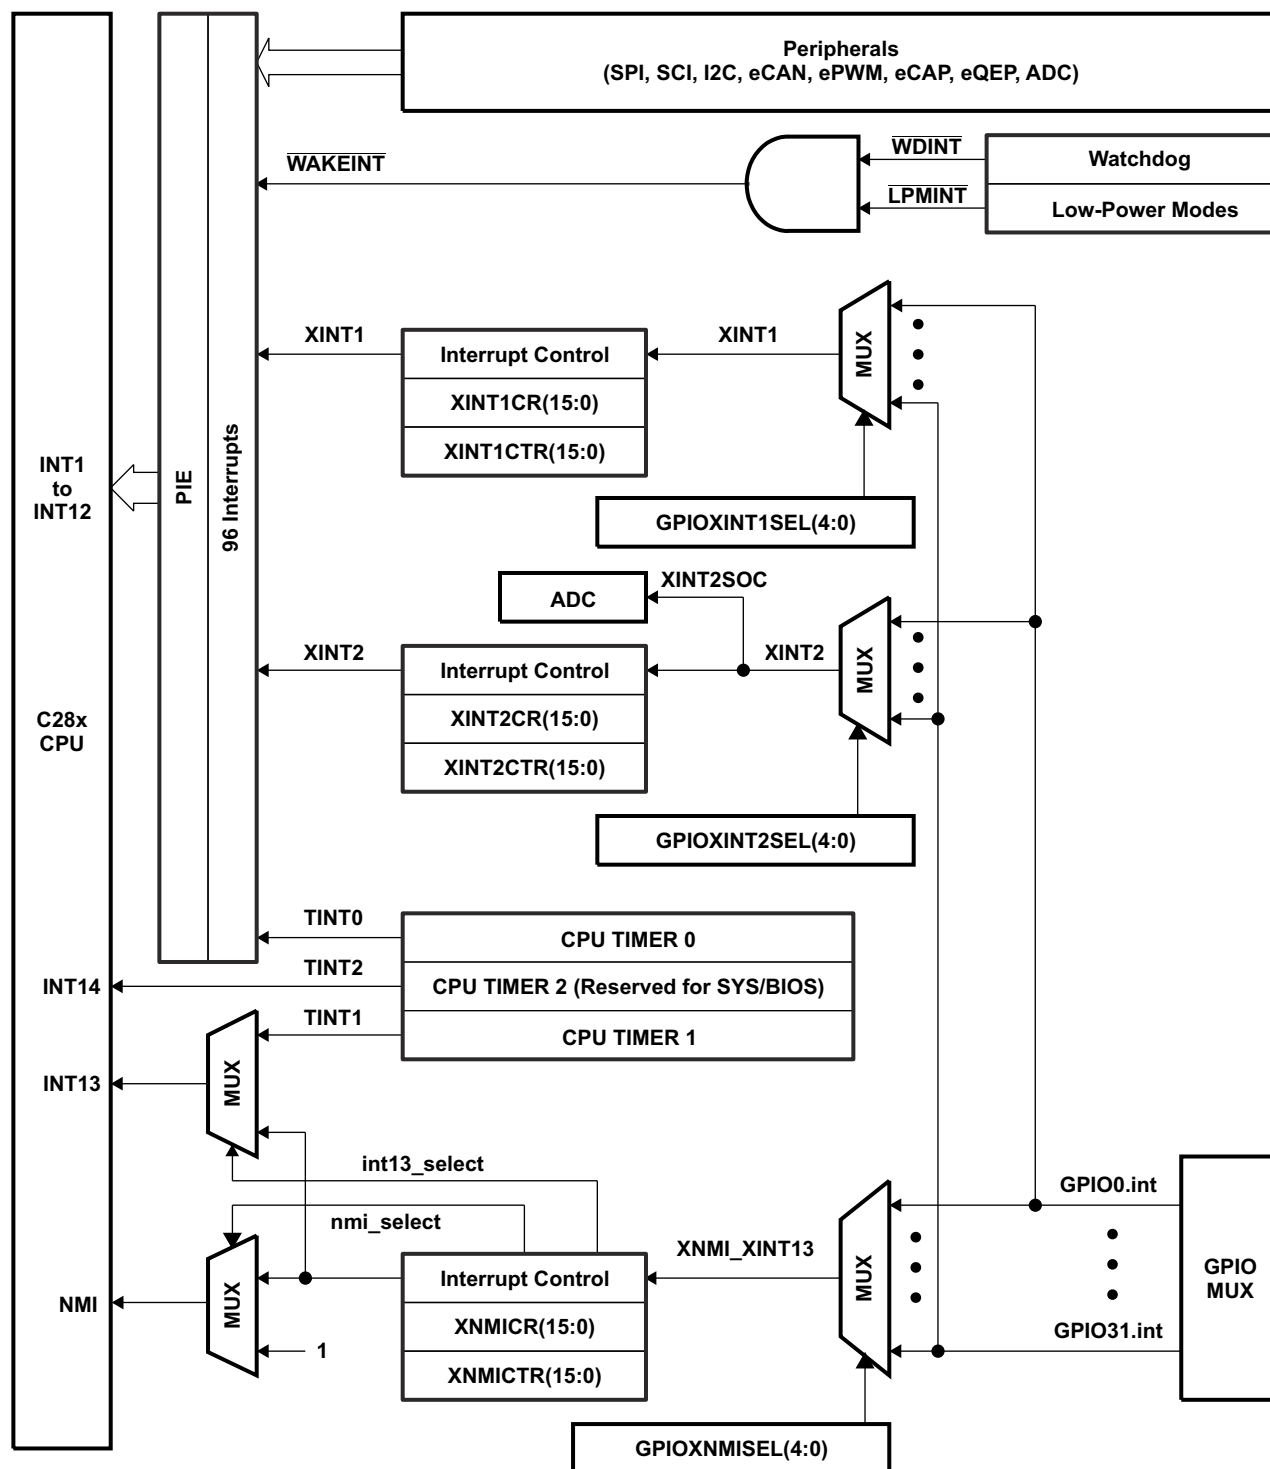 Peripherals
(SPI, SCI, I2C, eCAN, ePWM, eCAP, eQEP, ADC)
WDINT
Watchdog
WAKEINT
LPMINT
Low-Power Modes
XINT1
Interrupt Control
XINT1
MUX
XINT1CR(15:0)
XINT1CTR(15:0)
INT1
to
INT12
PIE
96 Interrupts
GPIOXINT1SEL(4:0)
XINT2SOC
ADC
XINT2
Interrupt Control
XINT2
MUX
C28x
CPU
XINT2CR(15:0)
XINT2CTR(15:0)
GPIOXINT2SEL(4:0)
TINT0
CPU TIMER 0
TINT2
INT14
CPU TIMER 2 (Reserved for SYS/BIOS)
TINT1
CPU TIMER 1
INT13
MUX
int13_select
GPIO0.int
nmi_select
XNMI_XINT13
MUX
GPIO
MUX
Interrupt Control
NMI
MUX
XNMICR(15:0)
GPIO31.int
1
XNMICTR(15:0)
GPIOXNMISEL(4:0)